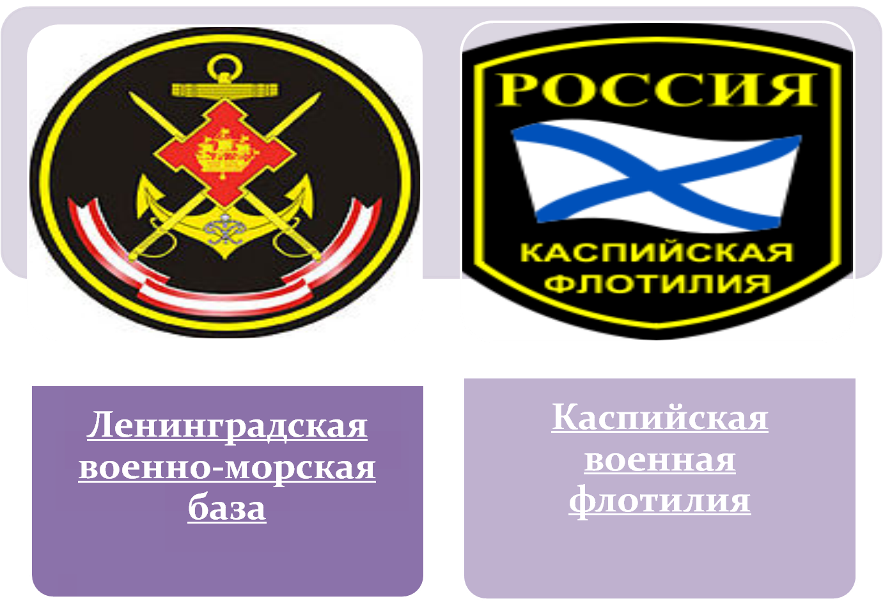 РОССИЯ
КАСПИЙСКАЯ
ФЛОТИЛИЯ
Ленинградская
военно-морская
база
Каспийская
военная
флотилия